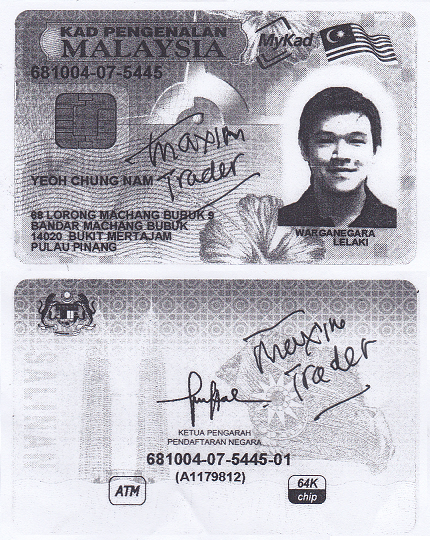 KAD PENGENALAN
MALAYSIA
MyKad
681004-07-5445
Maxim
Trader
YEOH CHUNG NAM
68 LORONG MACHANG BUBUK 9
BANDAR MACHANG BUBUK
14020 BUKIT MERTAJAM
PULAU PINANG
WARGANEGARA
LELAKI
Maxim
Trader
KETUA PENGARAH
PENDAFTARAN NEGARA
681004-07-5445-01
(A1179812)
ATM
64K
chip